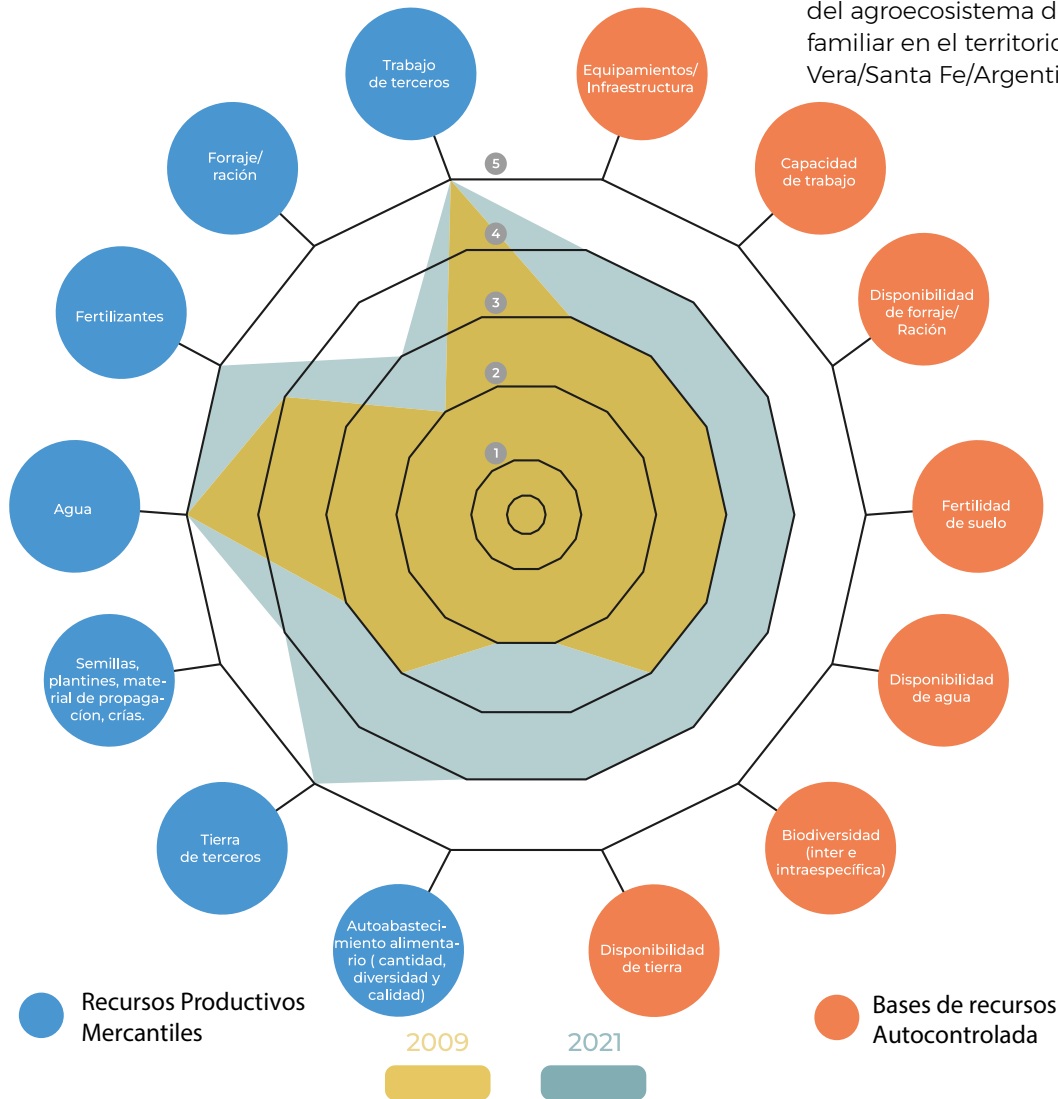 del agroecosistema d
familiar en el territorio
Vera/Santa Fe/Argenti
Trabajo
de terceros
Equipamientos/
Infraestructura
Forraje/
ración
Capacidad
de trabajo
Fertilizantes
Disponibilidad
de forraje/
Ración
Agua
Fertilidad
de suelo
Semillas,
plantines, mate-
rial de propaga-
cíon, crías.
Disponibilidad
de agua
Tierra
de terceros
Biodiversidad
(inter e
intraespecífica)
Autoabasteci-
miento alimenta-
rio ( cantidad,
diversidad y
calidad)
Disponibilidad
de tierra
5
4
3
2
1
Recursos Productivos
Mercantiles
2009
2021
Bases de recursos
Autocontrolada